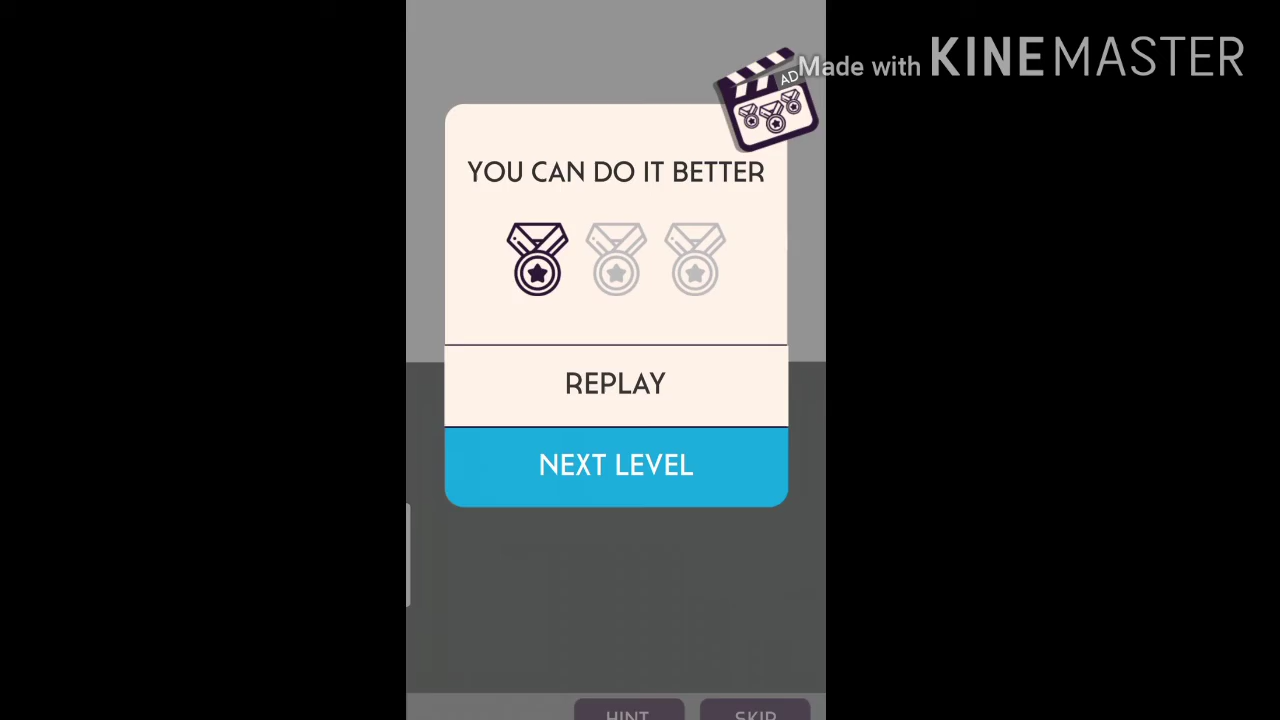 Made with KINEMASTER
AD
YOU CAN DO IT BETTER
REPLAY
NEXT LEVEL
HINT
SKIP